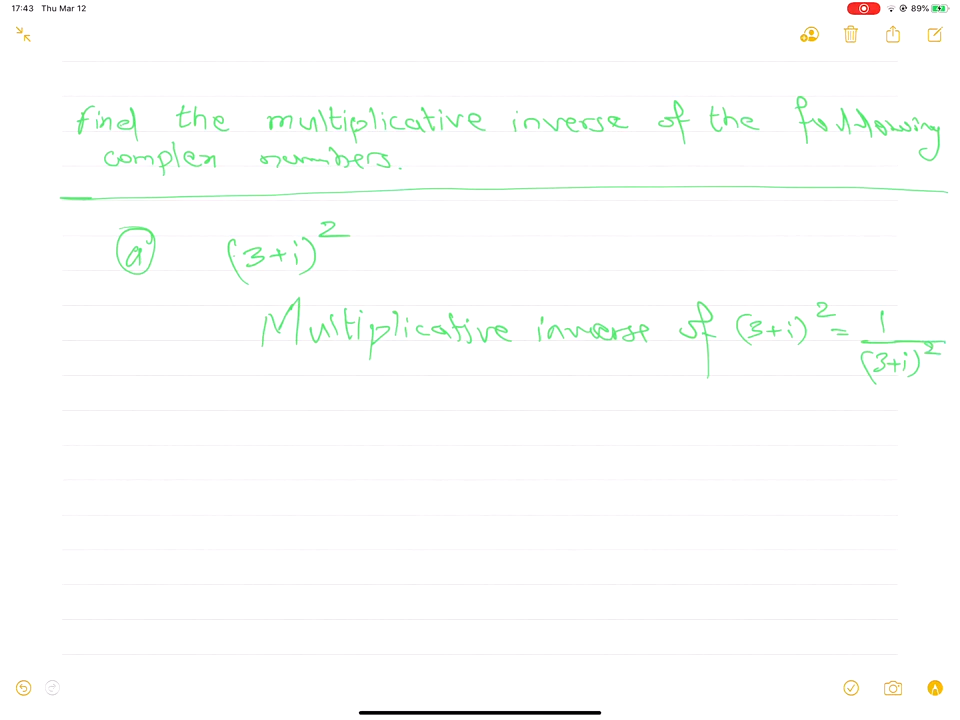 17:43 Thu Mar 12 89%
Find the multiplicative inverse of the following
complex numbers.
(a) (3+i)^2
Multiplicative inverse of (3+i)^2 = 1/(3+i)^2